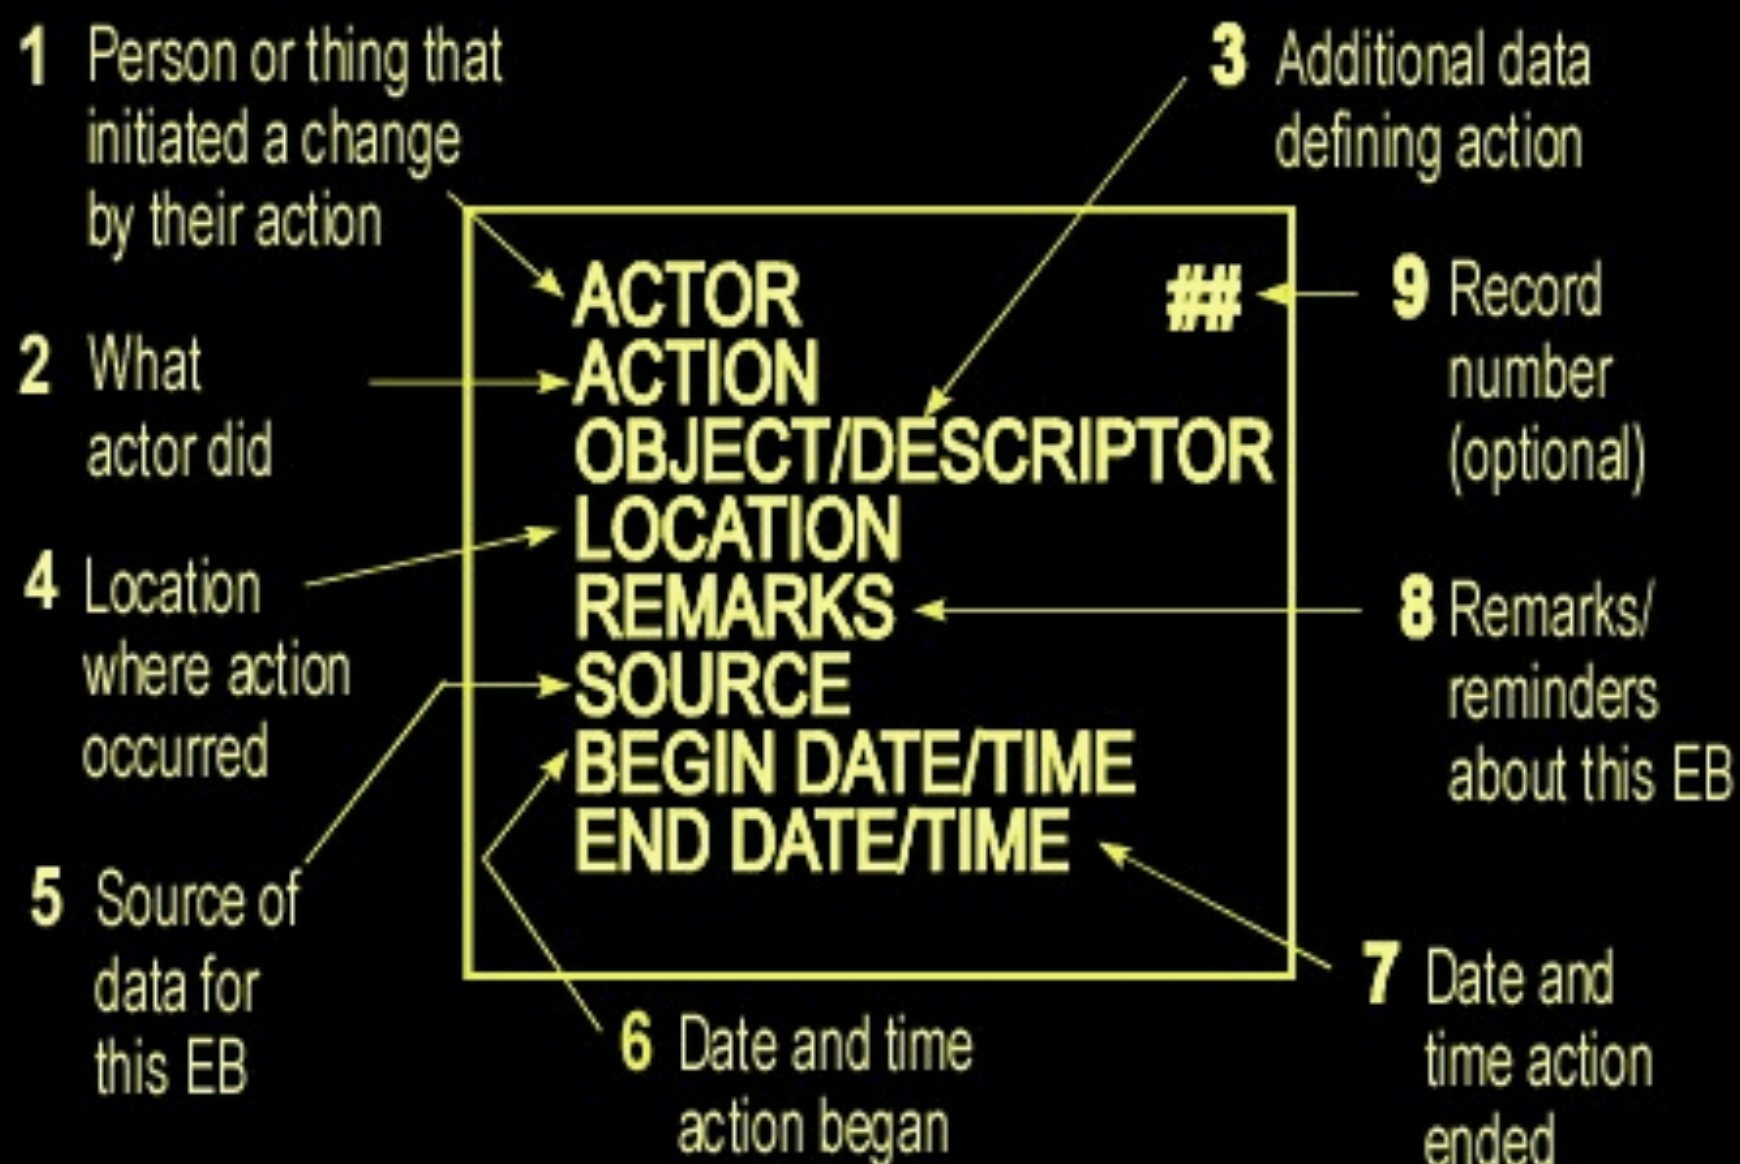 1 Person or thing that
initiated a change
by their action
2 What
actor did
4 Location
where action
occurred
5 Source of
data for
this EB
ACTOR ##
ACTION
OBJECT/DESCRIPTOR
LOCATION
REMARKS
SOURCE
BEGIN DATE/TIME
END DATE/TIME
6 Date and time
action began
3 Additional data
defining action
9 Record
number
(optional)
8 Remarks/
reminders
about this EB
7 Date and
time action
ended